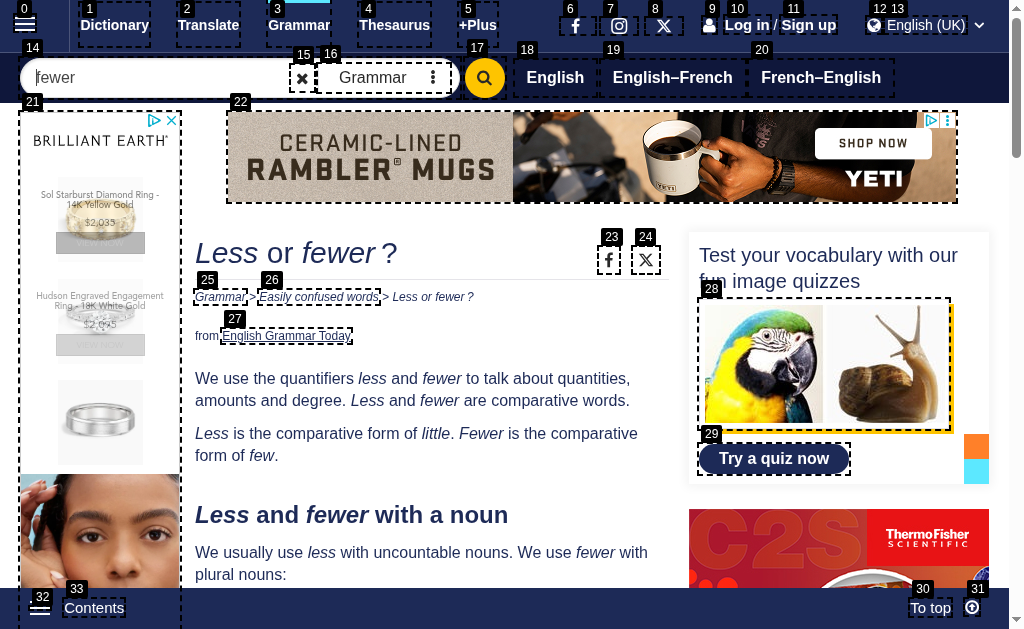 0 1 2 3 4 5 6 7 8 9 10 11 12 13
Dictionary Translate Grammar Thesaurus +Plus Log in / Sign up English (UK)
14 15 16 17 18 19 20
fewer Grammar English English–French French–English
21 22
BRILLIANT EARTH
Sol Starburst Diamond Ring -
14K Yellow Gold
$2,035
Hudson Engraved Engagement
Ring - 18K White Gold
$2,095
CERAMIC-LINED
RAMBLER® MUGS
SHOP NOW
YETI
23 24
Less or fewer ?
25 26
Grammar > Easily confused words > Less or fewer ?
27
from English Grammar Today
We use the quantifiers less and fewer to talk about quantities,
amounts and degree. Less and fewer are comparative words.
Less is the comparative form of little. Fewer is the comparative
form of few.
Less and fewer with a noun
We usually use less with uncountable nouns. We use fewer with
plural nouns:
Test your vocabulary with our
fun image quizzes
28
29
Try a quiz now
C2S
ThermoFisher
SCIENTIFIC
30 31
32 33
Contents To top